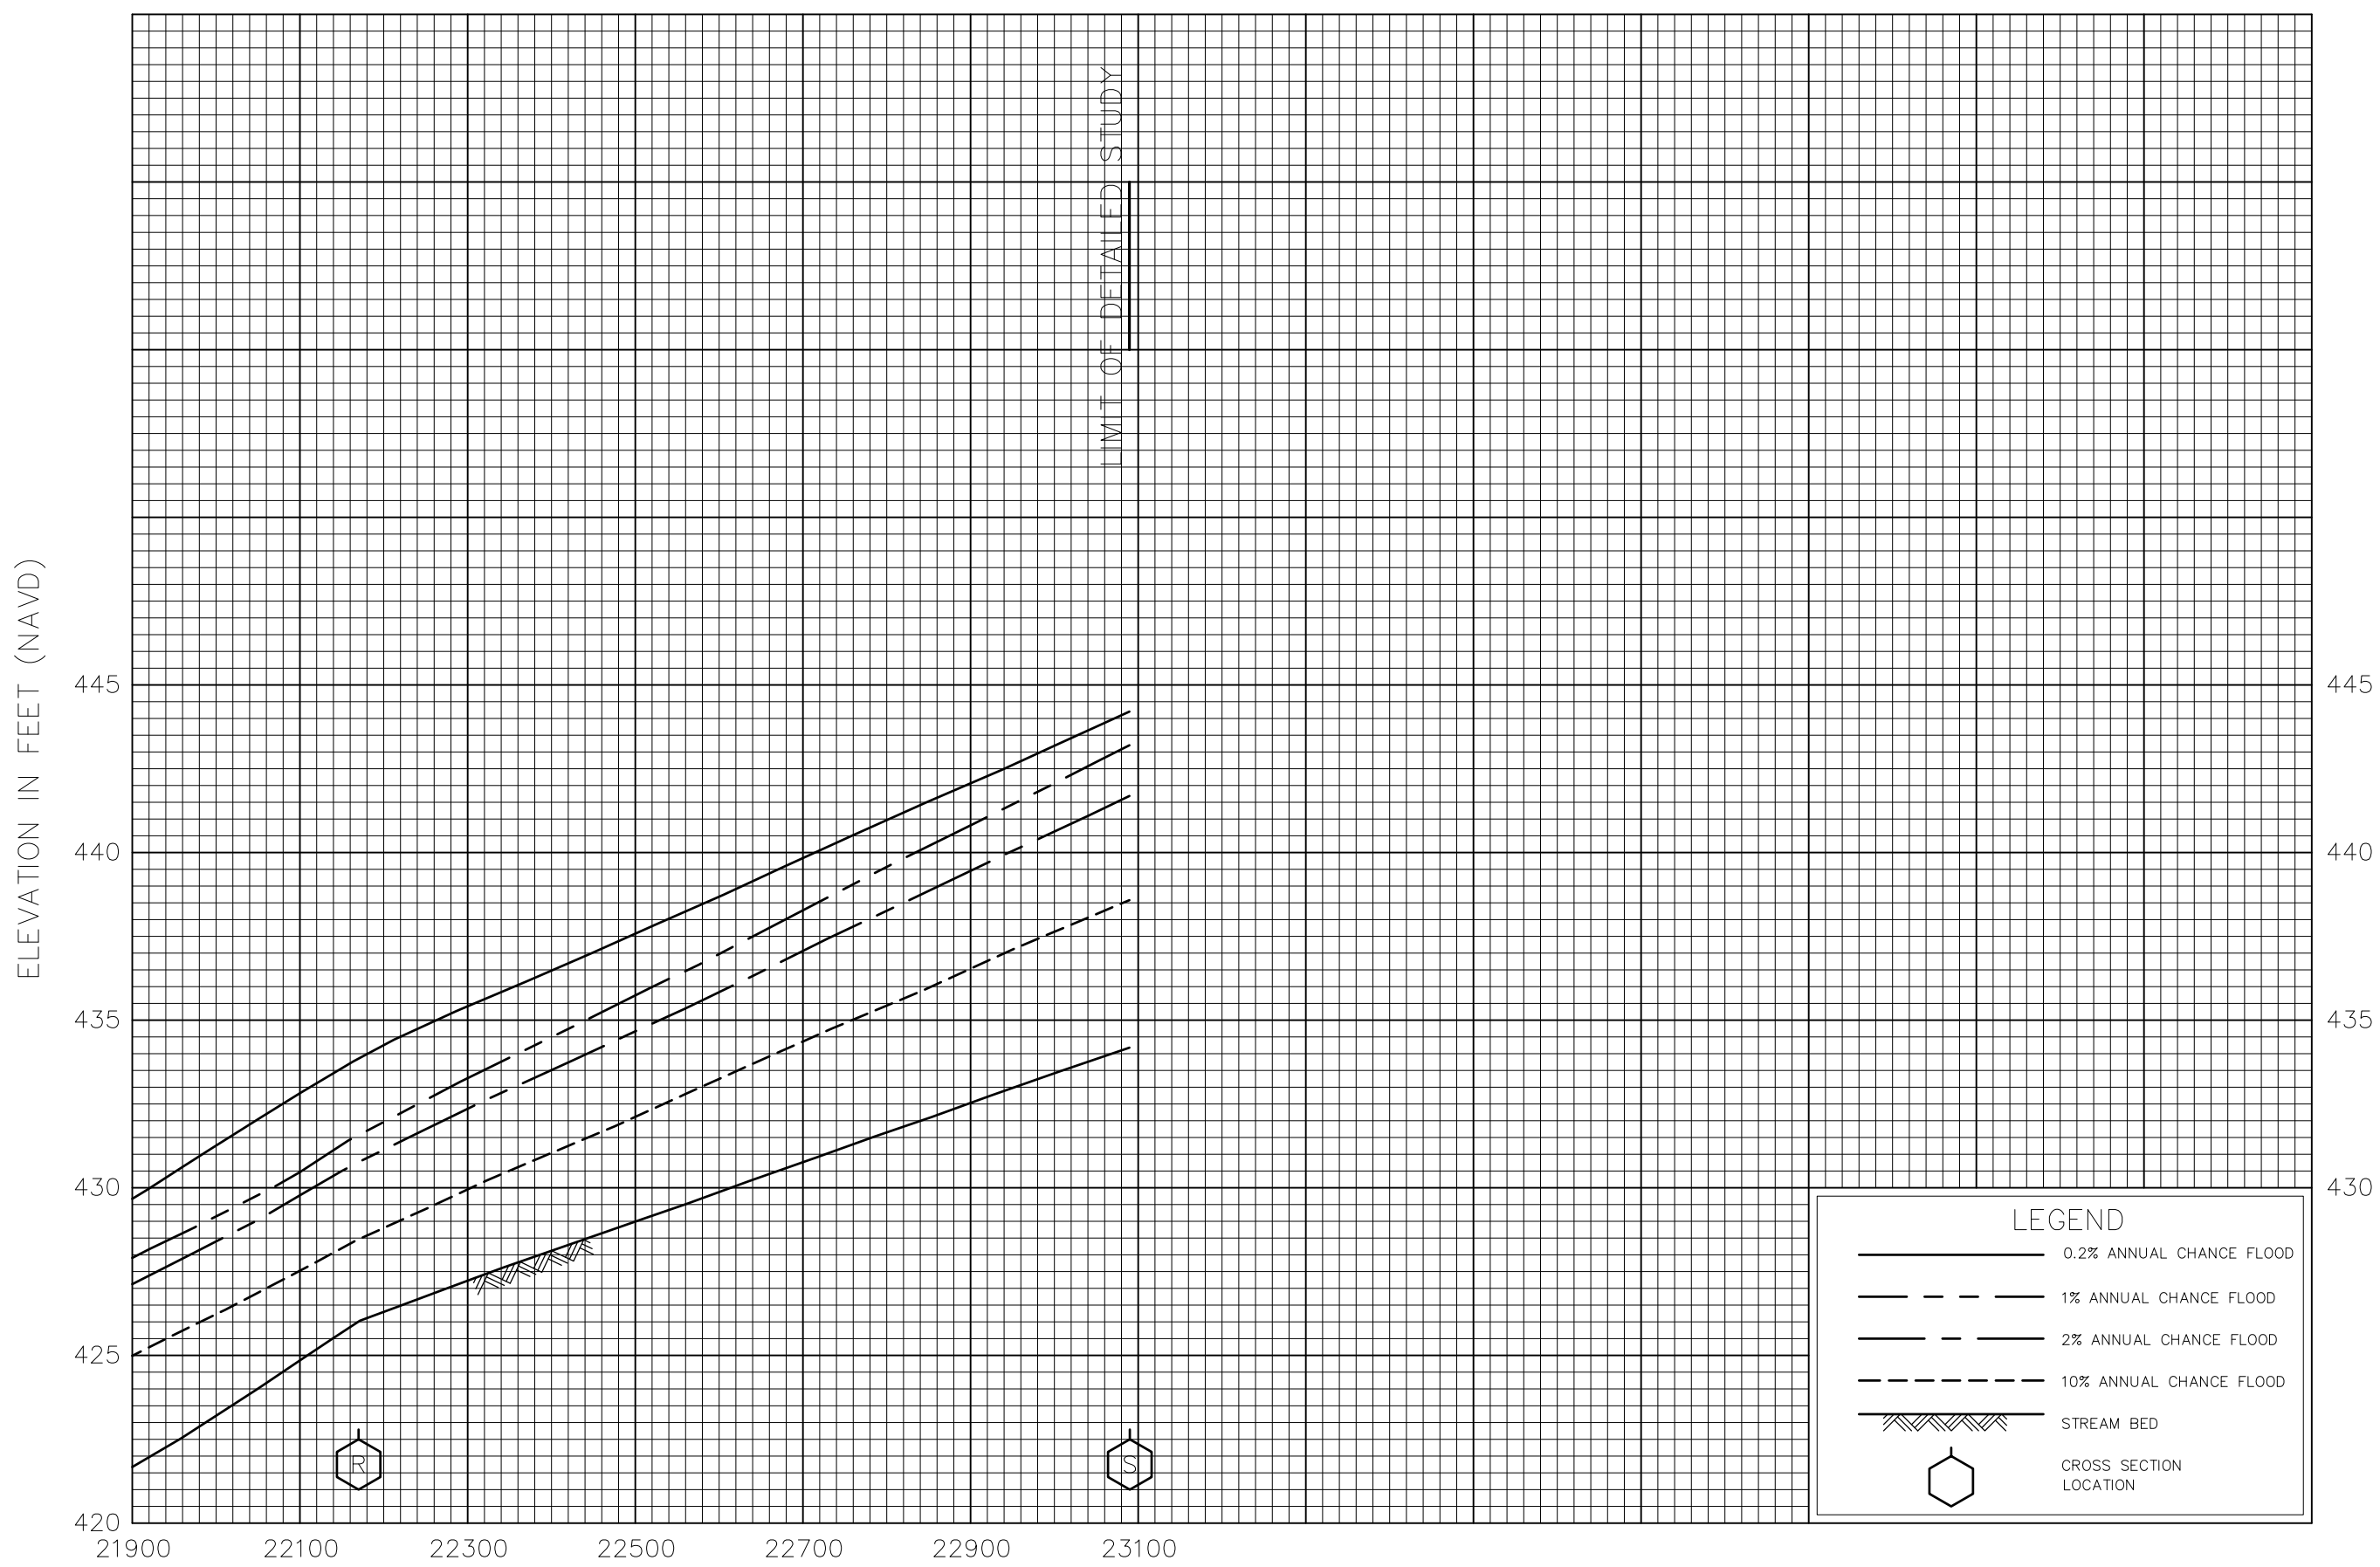 LIMIT OF DETAILED STUDY
ELEVATION IN FEET (NAVD)
445
445
440
440
435
435
430
430
425
420
R
S
21900
22100
22300
22500
22700
22900
23100
LEGEND
0.2% ANNUAL CHANCE FLOOD
1% ANNUAL CHANCE FLOOD
2% ANNUAL CHANCE FLOOD
10% ANNUAL CHANCE FLOOD
STREAM BED
CROSS SECTION
LOCATION